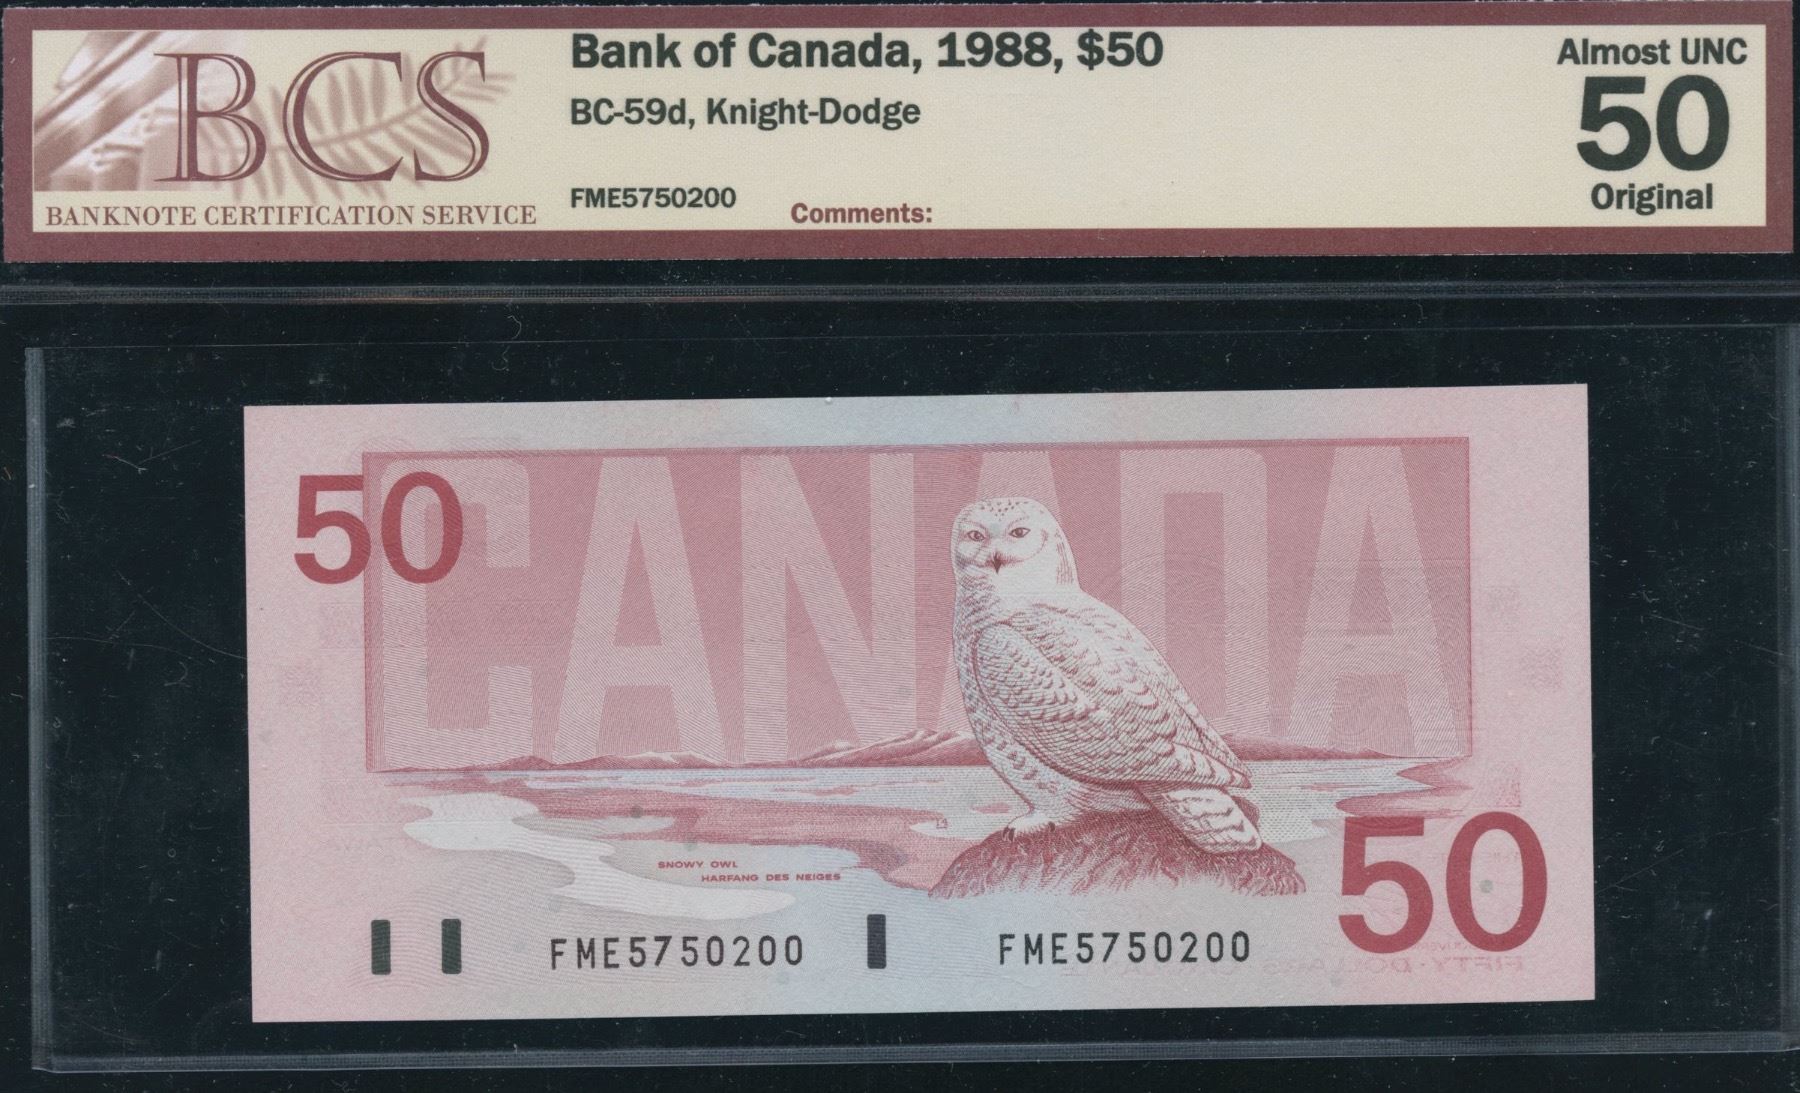 BCS
BANKNOTE CERTIFICATION SERVICE
Bank of Canada, 1988, $50
BC-59d, Knight-Dodge
FME5750200
Comments:
Almost UNC
50
Original
50
CANADA
SNOWY OWL
HARFANG DES NEIGES
50
FME5750200
FME5750200